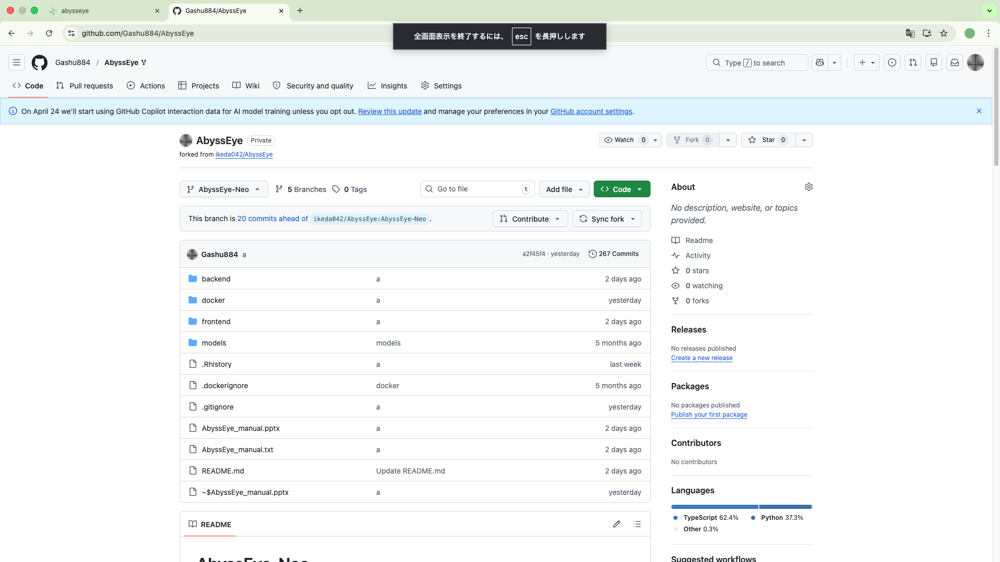 abysseye
Gashu884/AbyssEye
github.com/Gashu884/AbyssEye
全画面表示を終了するには、 esc を長押しします
Gashu884 / AbyssEye
Type / to search
Code
Pull requests
Actions
Projects
Wiki
Security and quality
Insights
Settings
On April 24 we'll start using GitHub Copilot interaction data for AI model training unless you opt out. Review this update and manage your preferences in your GitHub account settings.
AbyssEye Private
forked from ikeda042/AbyssEye
Watch 0
Fork 0
Star 0
AbyssEye-Neo
5 Branches
0 Tags
Go to file t
Add file
Code
This branch is 20 commits ahead of ikeda042/AbyssEye:AbyssEye-Neo .
Contribute
Sync fork
Gashu884 a a2f45f4 · yesterday 267 Commits
backend a 2 days ago
docker a yesterday
frontend a 2 days ago
models models 5 months ago
.Rhistory a last week
.dockerignore docker 5 months ago
.gitignore a yesterday
AbyssEye_manual.pptx a 2 days ago
AbyssEye_manual.txt a 2 days ago
README.md Update README.md 2 days ago
~$AbyssEye_manual.pptx a yesterday
README
AbyssEye-Neo
About
No description, website, or topics
provided.
Readme
Activity
0 stars
0 watching
0 forks
Releases
No releases published
Create a new release
Packages
No packages published
Publish your first package
Contributors
No contributors
Languages
TypeScript 62.4% Python 37.3%
Other 0.3%
Suggested workflows